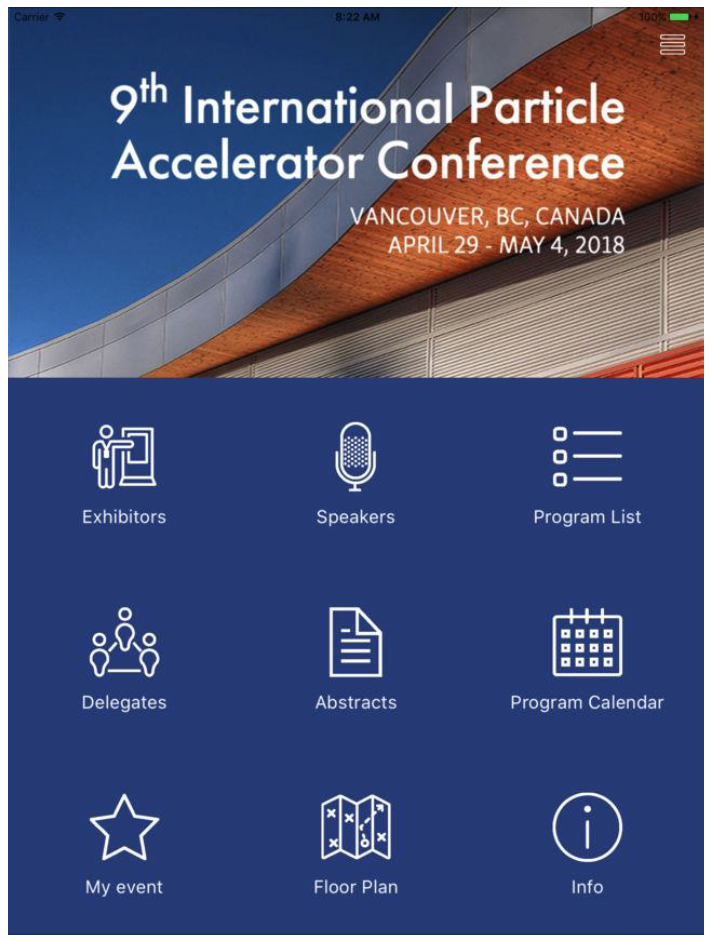 Carrier 8:22 AM 100%
9th International Particle
Accelerator Conference
VANCOUVER, BC, CANADA
APRIL 29 - MAY 4, 2018
Exhibitors Speakers Program List
Delegates Abstracts Program Calendar
My event Floor Plan Info